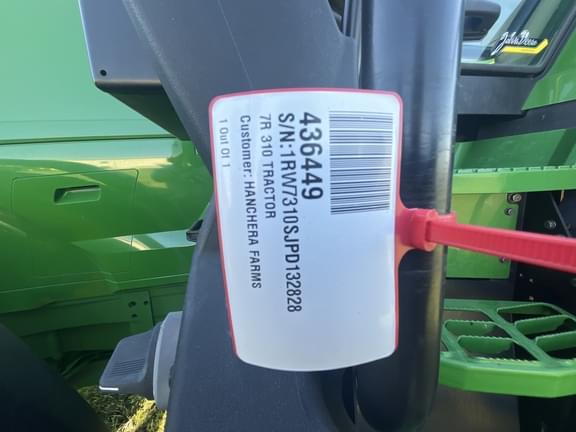 436449
S/N:1RW7310SJPD132828
7R 310 TRACTOR
Customer: HANCHERA FARMS
1 Out Of 1
John Deere